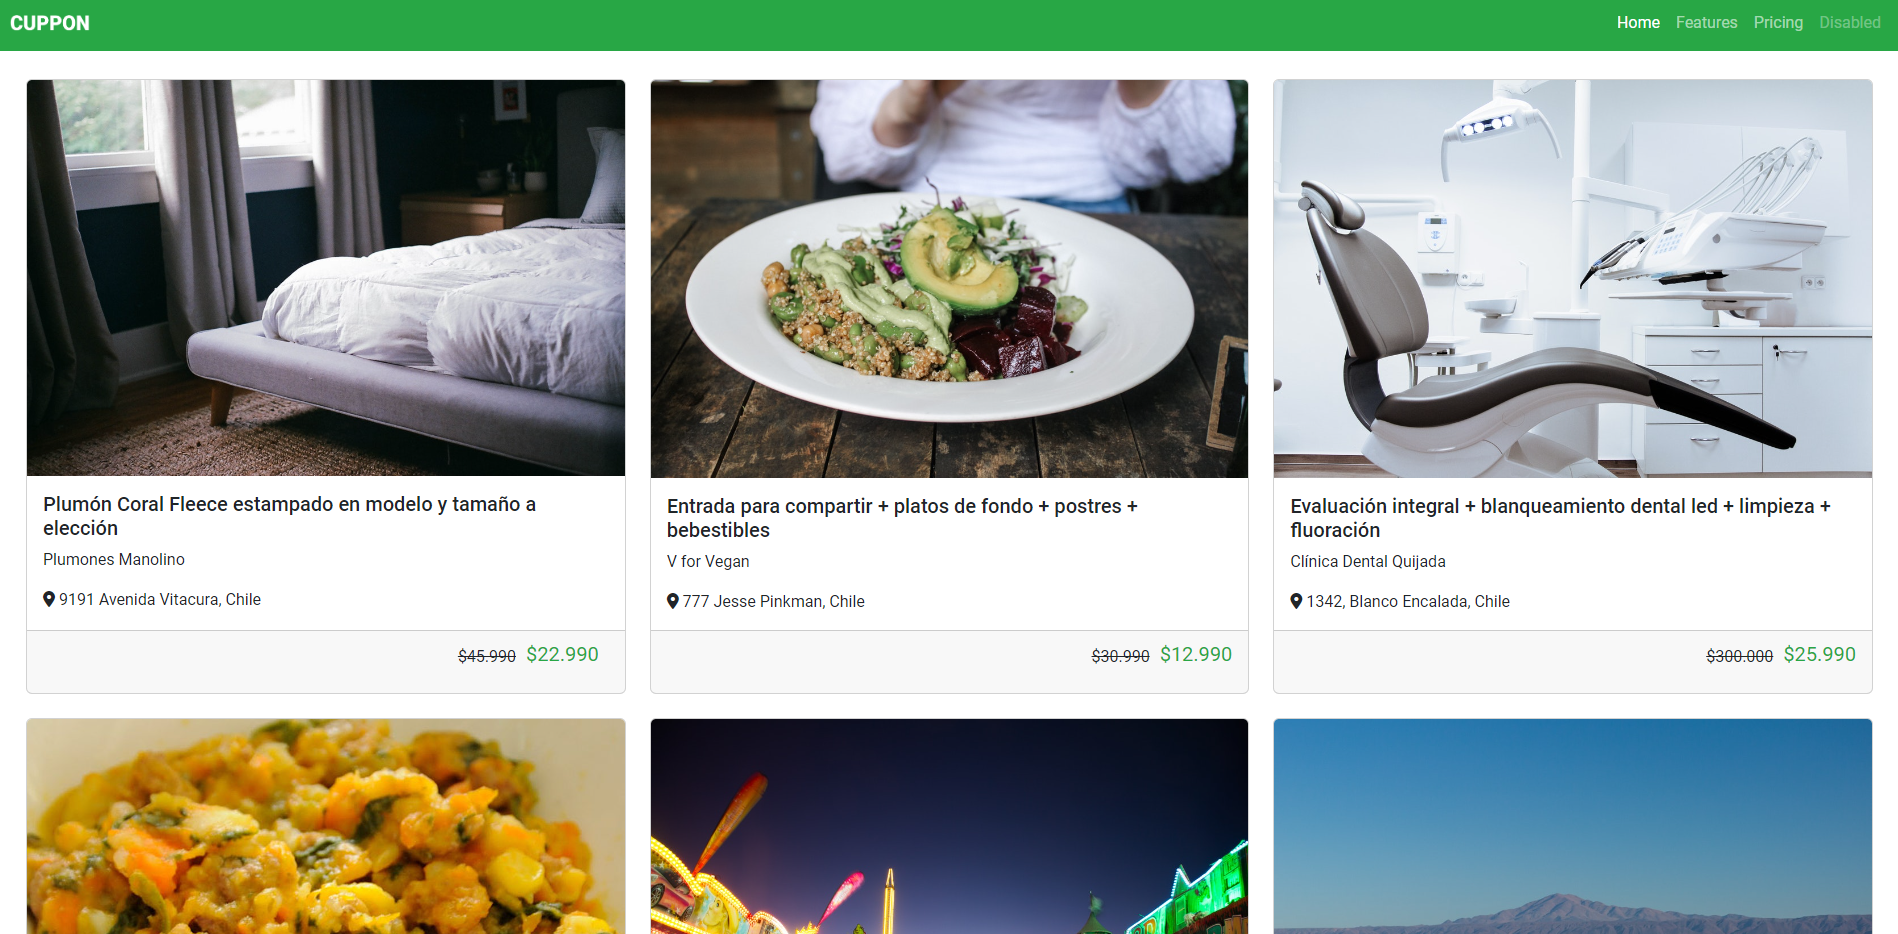 CUPPON
Home Features Pricing Disabled
Plumón Coral Fleece estampado en modelo y tamaño a
elección
Plumones Manolino
9191 Avenida Vitacura, Chile
$45.990 $22.990
Entrada para compartir + platos de fondo + postres +
bebestibles
V for Vegan
777 Jesse Pinkman, Chile
$30.990 $12.990
Evaluación integral + blanqueamiento dental led + limpieza +
fluoración
Clínica Dental Quijada
1342, Blanco Encalada, Chile
$300.000 $25.990